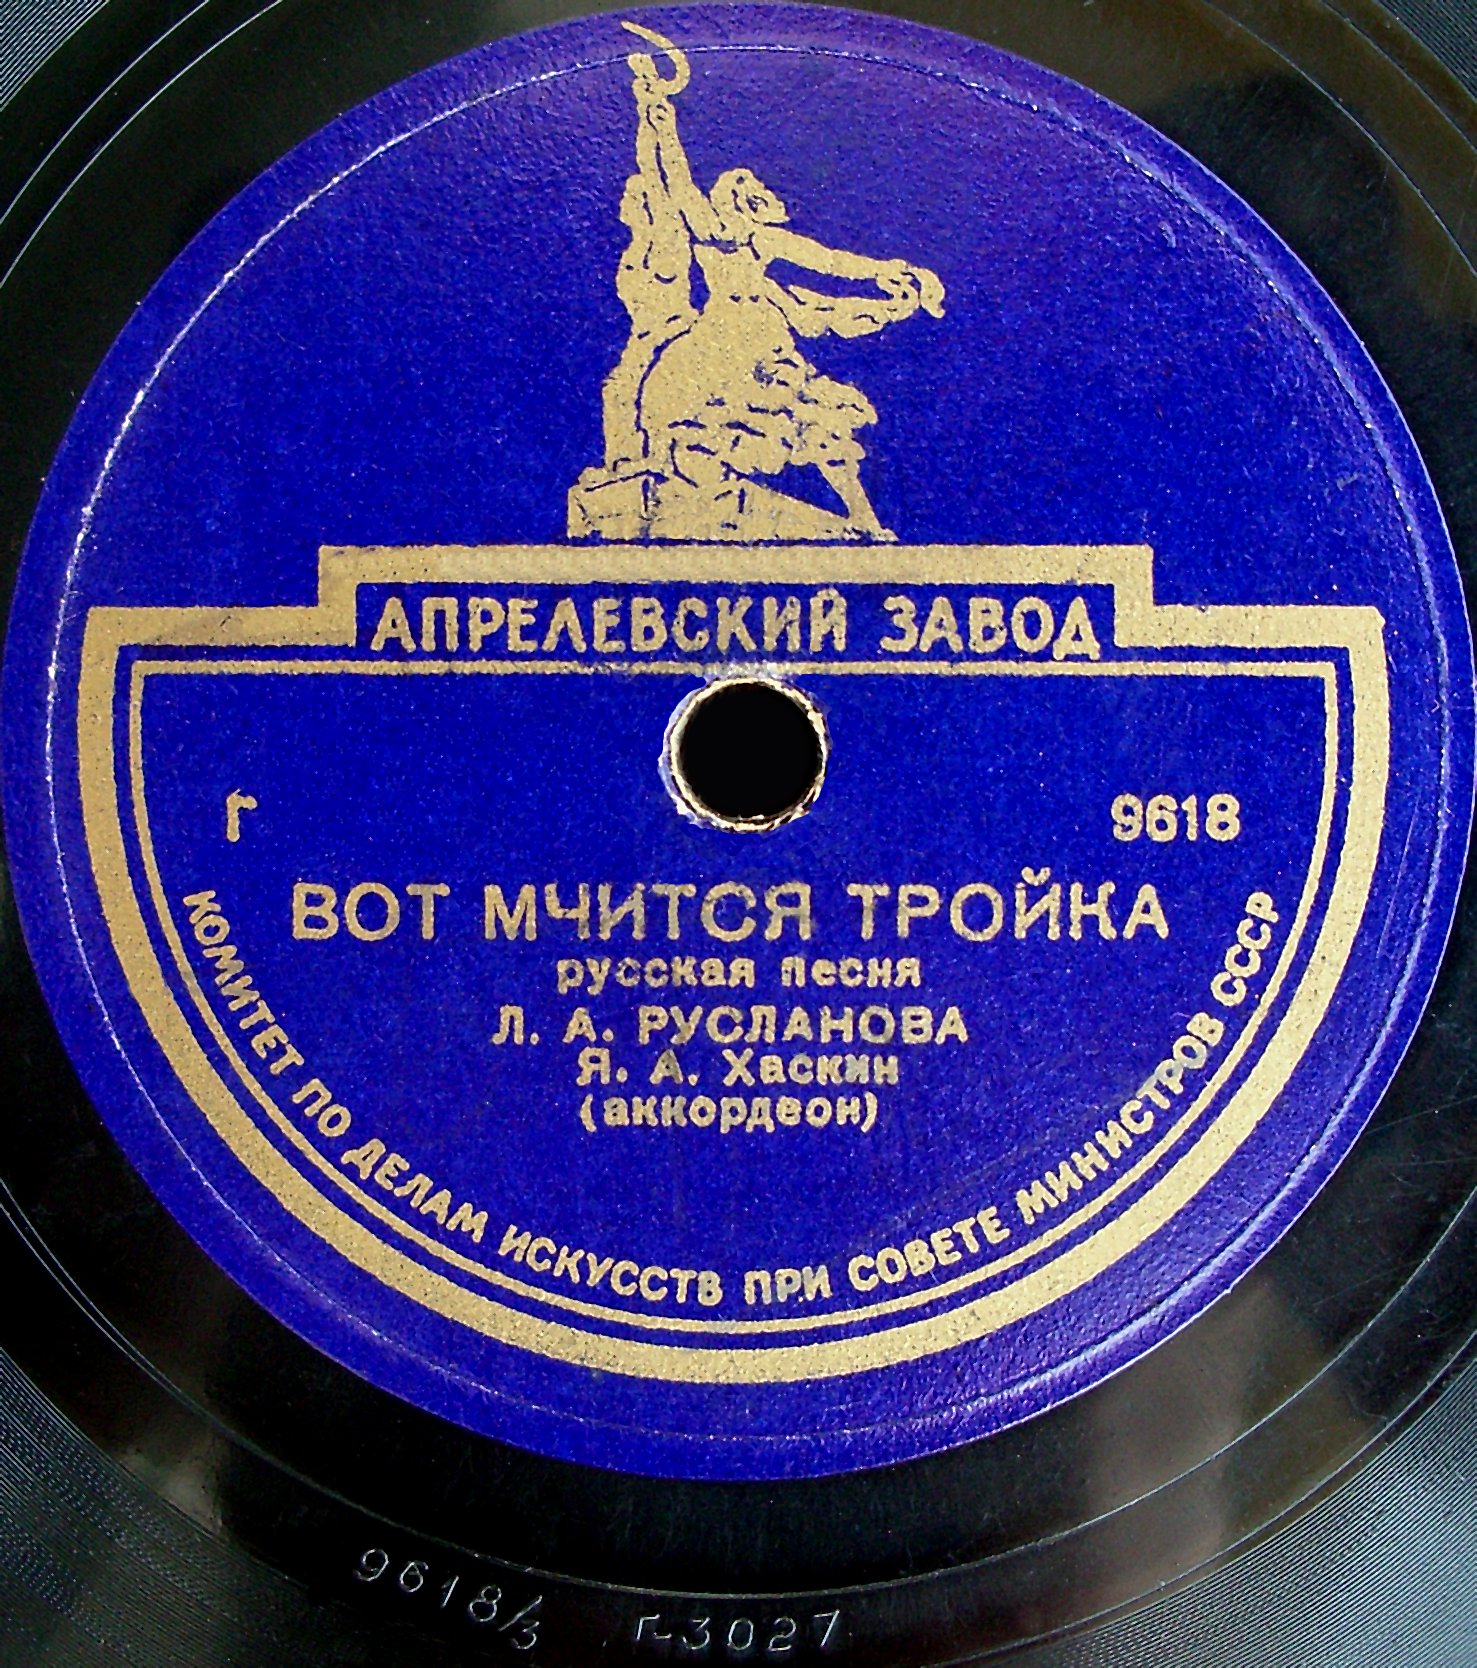 АПРЕЛЕВСКИЙ ЗАВОД
Г 9618
ВОТ МЧИТСЯ ТРОЙКА
русская песня
Л. А. РУСЛАНОВА
Я. А. Хаскин
(аккордеон)
КОМИТЕТ ПО ДЕЛАМ ИСКУССТВ ПРИ СОВЕТЕ МИНИСТРОВ СССР
9618/3 Г-3027